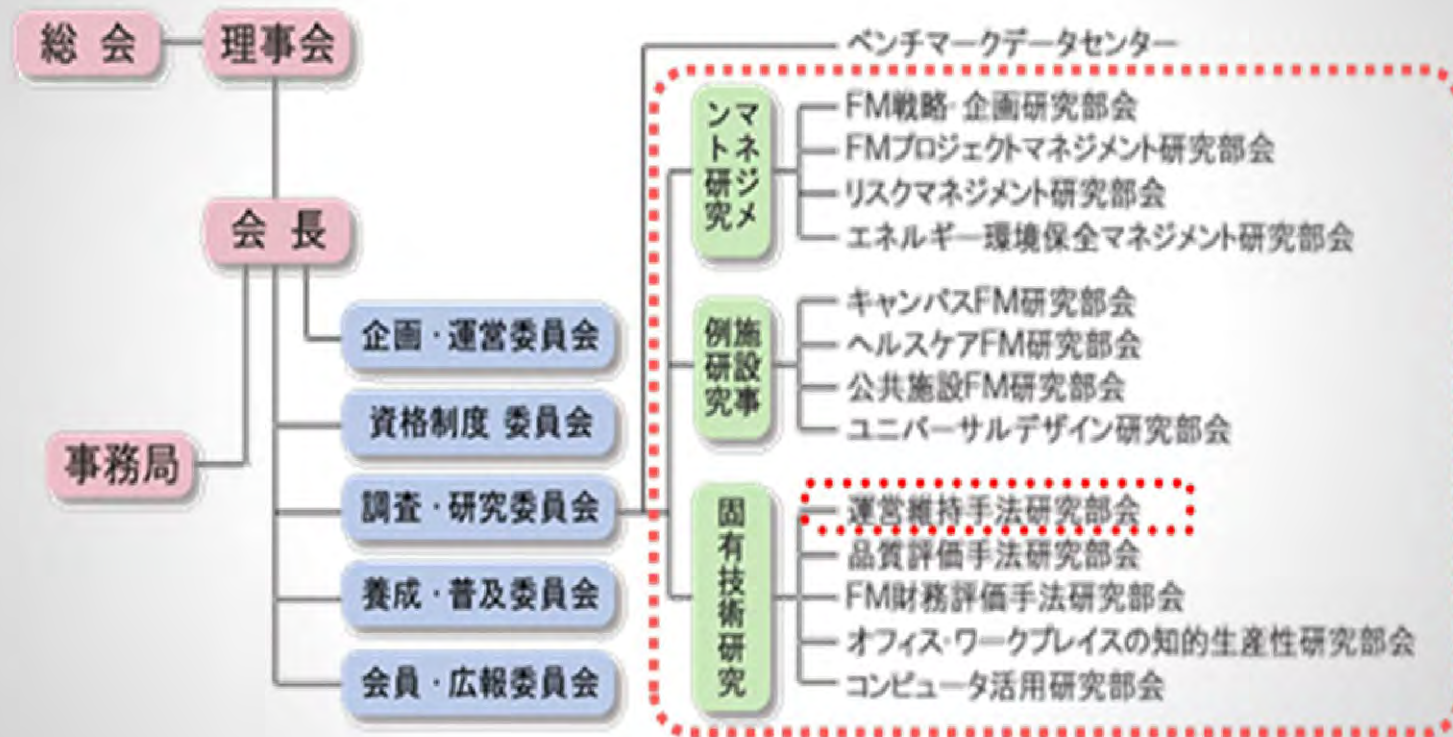 総 会
理事会
会 長
事務局
企画・運営委員会
資格制度 委員会
調査・研究委員会
養成・普及委員会
会員・広報委員会
ベンチマークデータセンター
マネジメ
ント研究
FM戦略・企画研究部会
FMプロジェクトマネジメント研究部会
リスクマネジメント研究部会
エネルギー環境保全マネジメント研究部会
施設事
例研究
キャンパスFM研究部会
ヘルスケアFM研究部会
公共施設FM研究部会
ユニバーサルデザイン研究部会
固有技術研究
運営維持手法研究部会
品質評価手法研究部会
FM財務評価手法研究部会
オフィス・ワークプレイスの知的生産性研究部会
コンピュータ活用研究部会